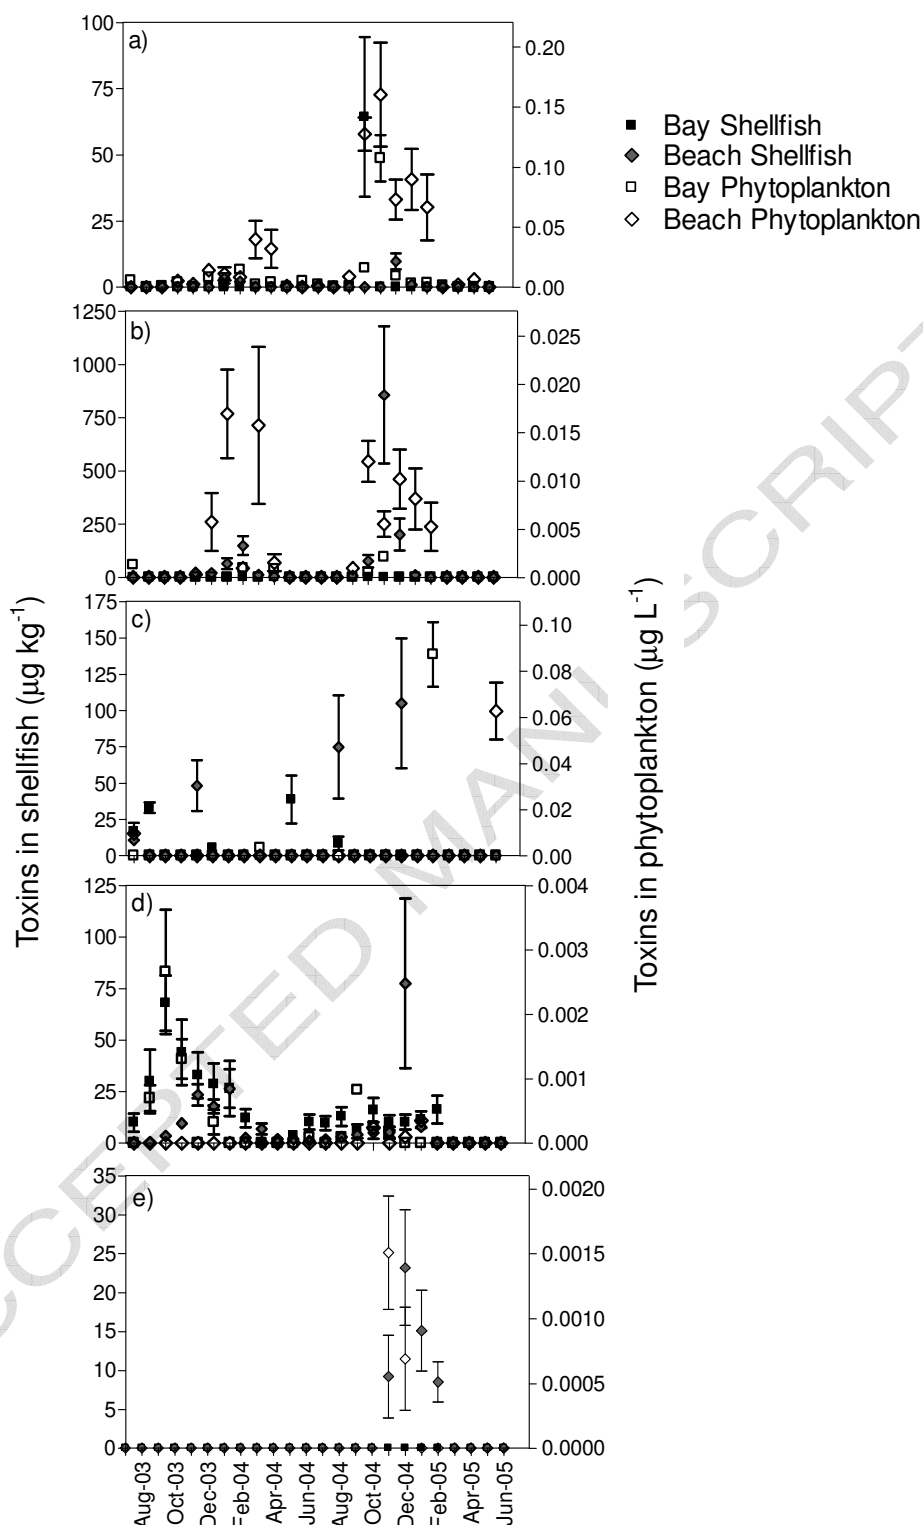 a)
100
75
50
25
0
0.20
0.15
0.10
0.05
0.00
Bay Shellfish
Beach Shellfish
Bay Phytoplankton
Beach Phytoplankton
b)
1250
1000
750
500
250
0
0.025
0.020
0.015
0.010
0.005
0.000
c)
175
150
125
100
75
50
25
0
0.10
0.08
0.06
0.04
0.02
0.00
d)
125
100
75
50
25
0
0.004
0.003
0.002
0.001
0.000
e)
35
30
25
20
15
10
5
0
0.0020
0.0015
0.0010
0.0005
0.0000
Aug-03
Oct-03
Dec-03
Feb-04
Apr-04
Jun-04
Aug-04
Oct-04
Dec-04
Feb-05
Apr-05
Jun-05
Toxins in shellfish (µg kg⁻¹)
Toxins in phytoplankton (µg L⁻¹)